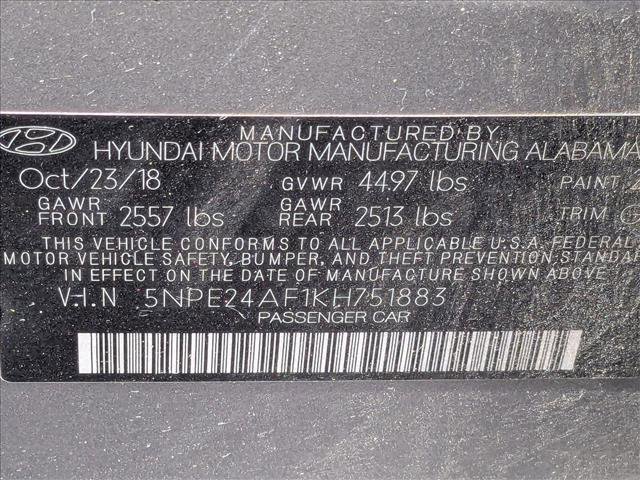 MANUFACTURED BY
HYUNDAI MOTOR MANUFACTURING ALABAMA
Oct/23/18 GVWR 4497 lbs PAINT
GAWR FRONT 2557 lbs GAWR REAR 2513 lbs TRIM
THIS VEHICLE CONFORMS TO ALL APPLICABLE U.S.A. FEDERAL
MOTOR VEHICLE SAFETY, BUMPER, AND THEFT PREVENTION
IN EFFECT ON THE DATE OF MANUFACTURE SHOWN ABOVE
V.I.N 5NPE24AF1KH751883
PASSENGER CAR